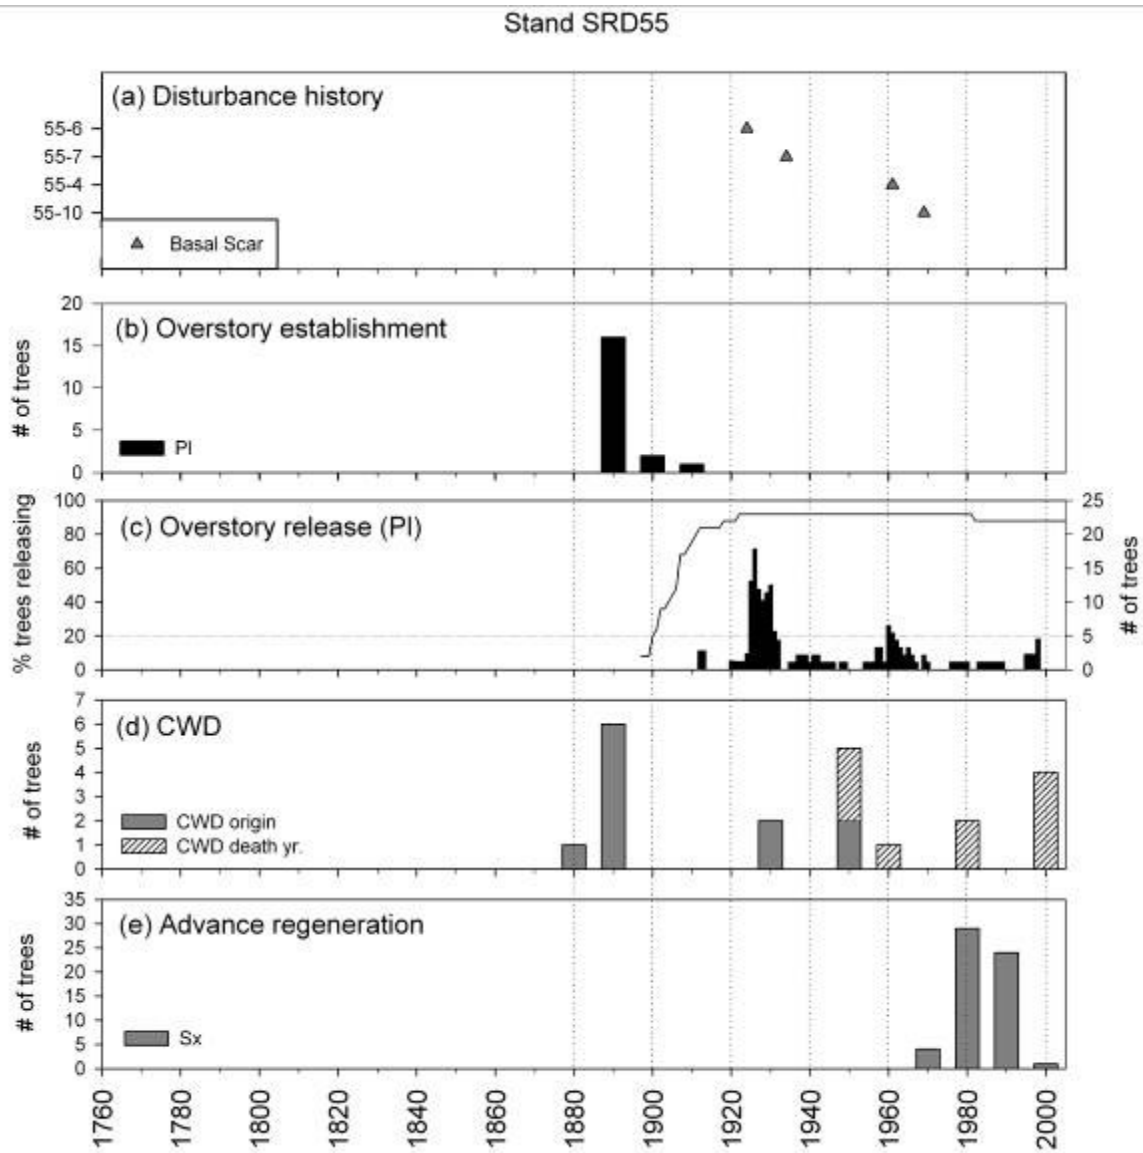 Stand SRD55
(a) Disturbance history
55-6
55-7
55-4
55-10
Basal Scar
(b) Overstory establishment
# of trees
20
15
10
5
0
Pl
(c) Overstory release (Pl)
% trees releasing
100
80
60
40
20
0
25
20
15
10
5
0
# of trees
(d) CWD
# of trees
7
6
5
4
3
2
1
0
CWD origin
CWD death yr.
(e) Advance regeneration
# of trees
35
30
25
20
15
10
5
0
Sx
1760 1780 1800 1820 1840 1860 1880 1900 1920 1940 1960 1980 2000